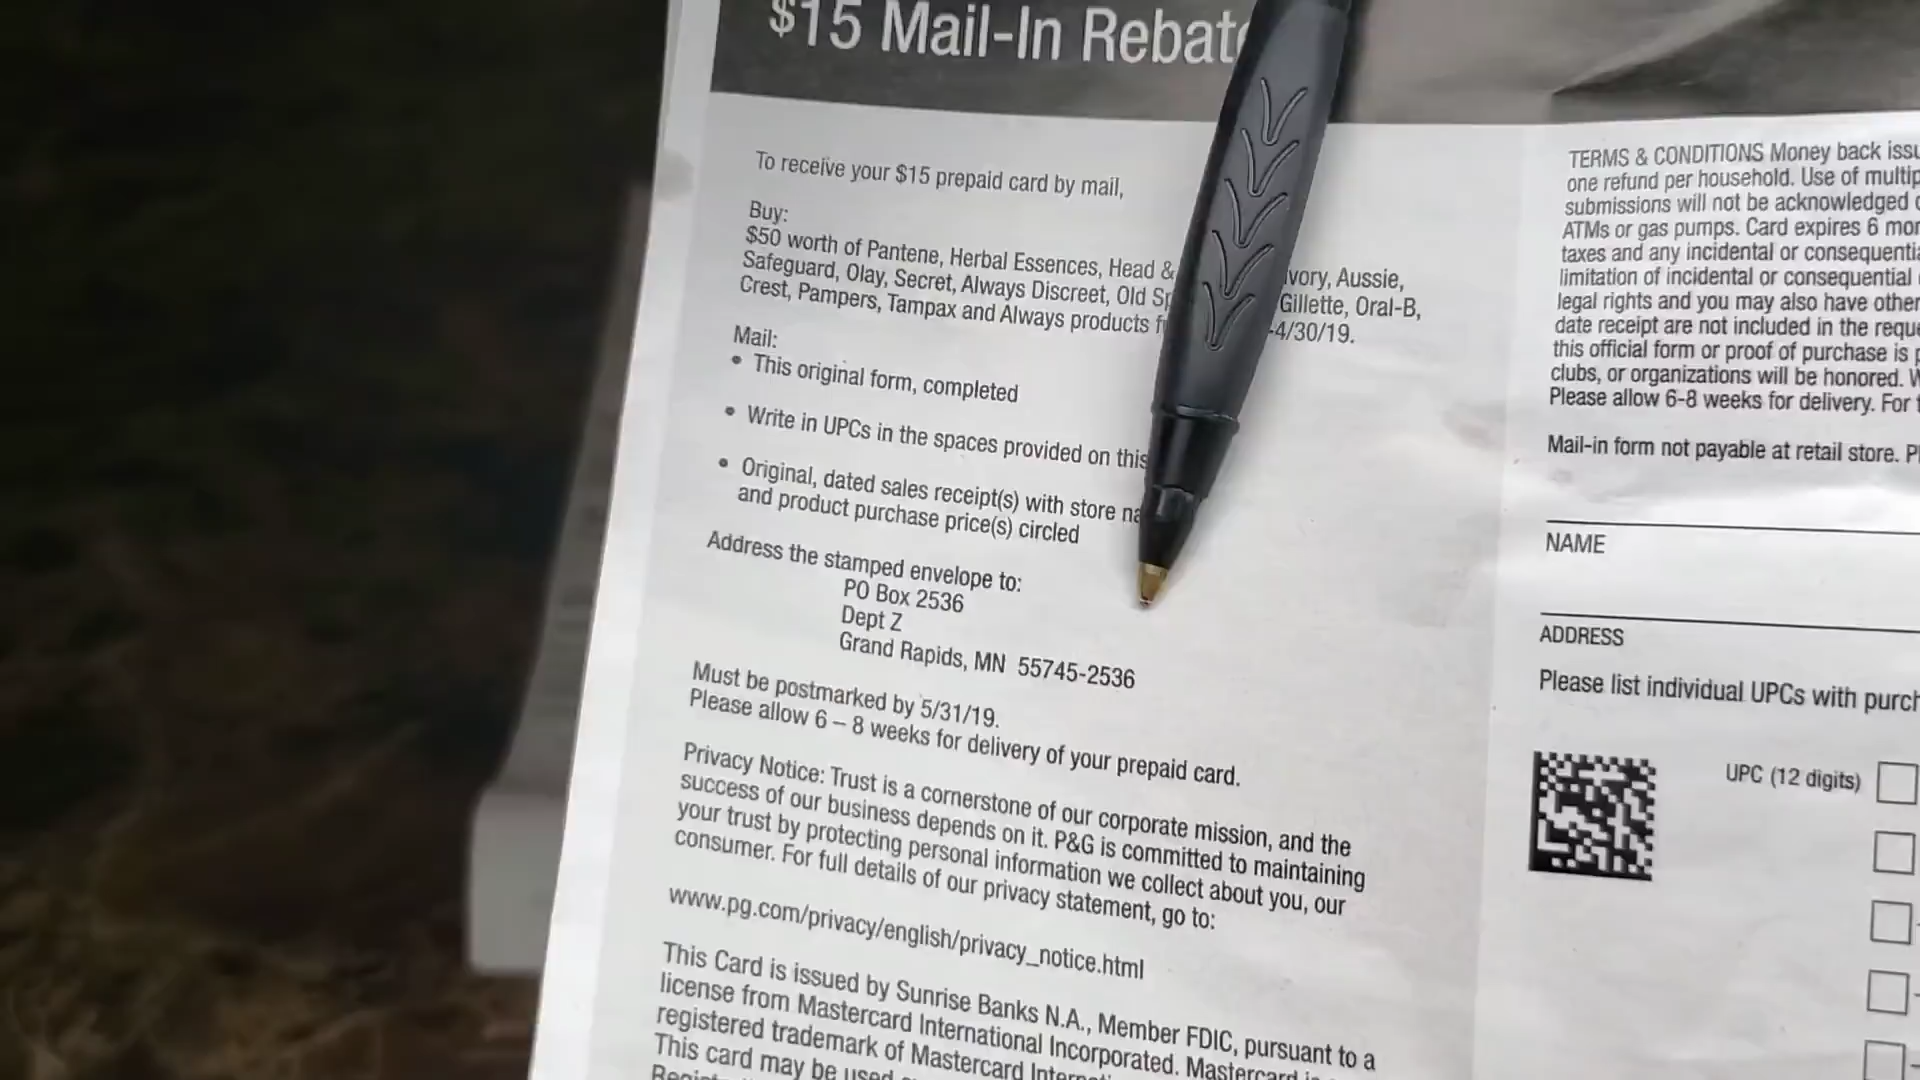 $15 Mail-In
To receive your $15 prepaid card by mail,
Buy:
$50 worth of Pantene, Herbal Essences, Head & Aussie,
Safeguard, Olay, Secret, Always Discreet, Old Gillette, Oral-B,
Crest, Pampers, Tampax and Always products -4/30/19.
Mail:
• This original form, completed
• Write in UPCs in the spaces provided on this
• Original, dated sales receipt(s) with store
and product purchase price(s) circled
Address the stamped envelope to:
PO Box 2536
Dept Z
Grand Rapids, MN 55745-2536
Must be postmarked by 5/31/19.
Please allow 6 – 8 weeks for delivery of your prepaid card.
Privacy Notice: Trust is a cornerstone of our corporate mission, and the
success of our business depends on it. P&G is committed to maintaining
your trust by protecting personal information we collect about you, our
consumer. For full details of our privacy statement, go to:
www.pg.com/privacy/english/privacy_notice.html
This Card is issued by Sunrise Banks N.A., Member FDIC, pursuant to a
license from Mastercard International Incorporated. Mastercard
registered trademark of Mastercard
This card may be used
TERMS & CONDITIONS Money back
one refund per household. Use of
submissions will not be acknowledged
ATMs or gas pumps. Card expires 6
taxes and any incidental or
limitation of incidental or consequential
legal rights and you may also have other
date receipt are not included in the
this official form or proof of purchase is
clubs, or organizations will be honored.
Please allow 6-8 weeks for delivery. For
Mail-in form not payable at retail store.
NAME
ADDRESS
Please list individual UPCs with
UPC (12 digits)